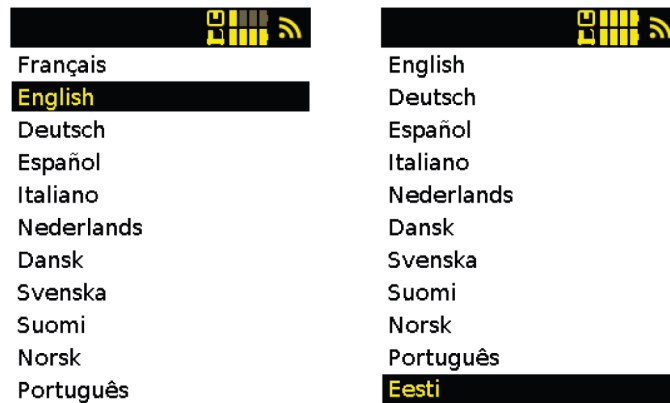 Français
English
Deutsch
Español
Italiano
Nederlands
Dansk
Svenska
Suomi
Norsk
Português
English
Deutsch
Español
Italiano
Nederlands
Dansk
Svenska
Suomi
Norsk
Português
Eesti